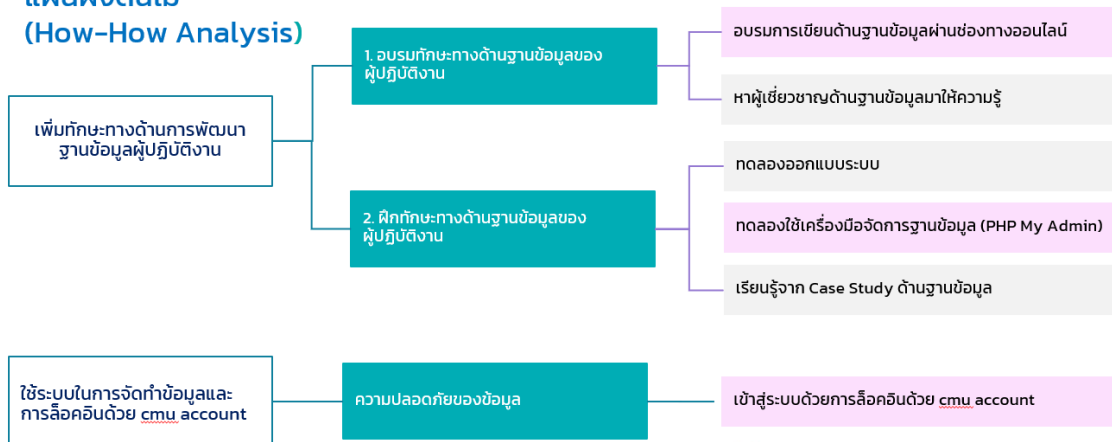 แผนผังต้นไม้
(How-How Analysis)
เพิ่มทักษะทางด้านการพัฒนา
ฐานข้อมูลผู้ปฏิบัติงาน
1. อบรมทักษะทางด้านฐานข้อมูลของ
ผู้ปฏิบัติงาน
อบรมการเขียนด้านฐานข้อมูลผ่านช่องทางออนไลน์
หาผู้เชี่ยวชาญด้านฐานข้อมูลมาให้ความรู้
2. ฝึกทักษะทางด้านฐานข้อมูลของ
ผู้ปฏิบัติงาน
ทดลองออกแบบระบบ
ทดลองใช้เครื่องมือจัดการฐานข้อมูล (PHP My Admin)
เรียนรู้จาก Case Study ด้านฐานข้อมูล
ใช้ระบบในการจัดทำข้อมูลและ
การล็อคอินด้วย cmu account
ความปลอดภัยของข้อมูล
เข้าสู่ระบบด้วยการล็อคอินด้วย cmu account